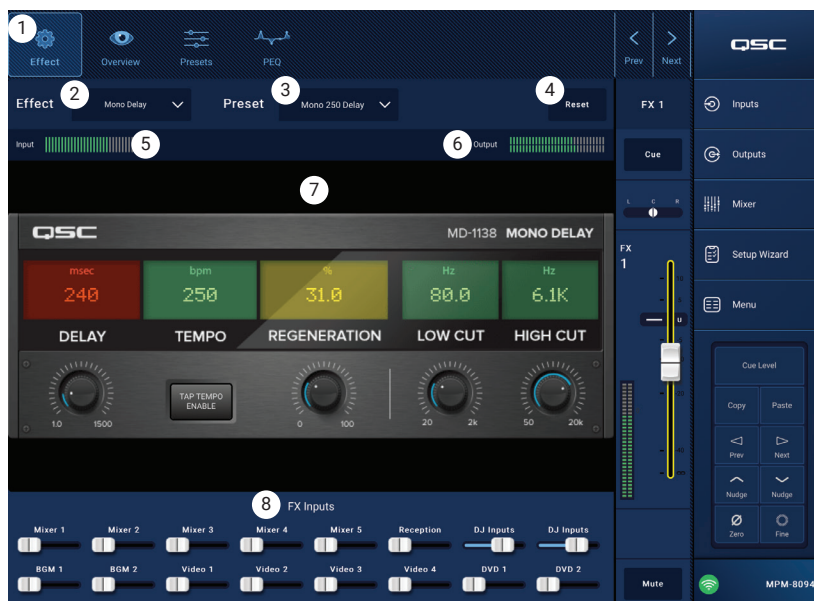 1
Effect
Overview
Presets
PEQ
Prev
Next
QSC
Effect
2
Mono Delay
Preset
3
Mono 250 Delay
4
Reset
FX 1
Inputs
Input
5
6
Output
Cue
Outputs
7
L C R
Mixer
QSC
MD-1138 MONO DELAY
FX
1
Setup Wizard
msec
240
bpm
250
%
31.0
Hz
80.0
Hz
6.1K
10
5
u
Menu
DELAY
TEMPO
REGENERATION
LOW CUT
HIGH CUT
Cue Level
TAP TEMPO
ENABLE
1.0 1500
0 100
20 2k
50 20k
Copy
Paste
Prev
Next
Nudge
Nudge
8
FX Inputs
Zero
Fine
Mixer 1
Mixer 2
Mixer 3
Mixer 4
Mixer 5
Reception
DJ Inputs
DJ Inputs
BGM 1
BGM 2
Video 1
Video 2
Video 3
Video 4
DVD 1
DVD 2
Mute
MPM-8094